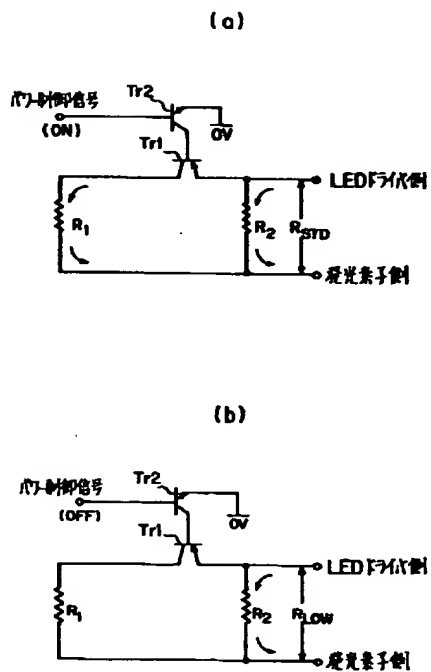 (a)
Tr2
パワー制御信号
(ON)
0V
Tr1
LEDドライバ側
R1
R2
RSTD
発光素子側
(b)
Tr2
パワー制御信号
(OFF)
0V
Tr1
LEDドライバ側
R1
R2
RLOW
発光素子側